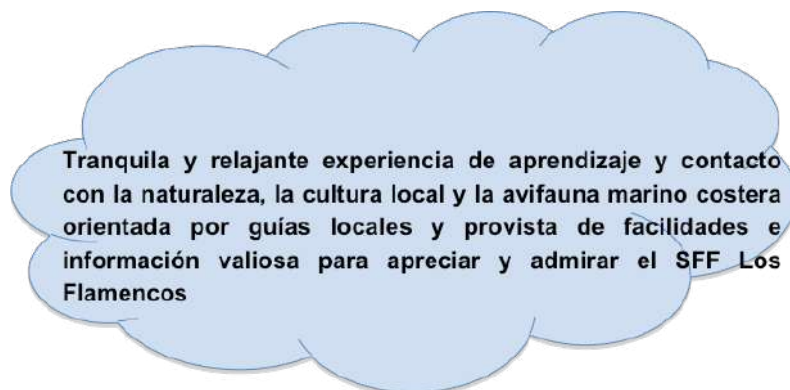 Tranquila y relajante experiencia de aprendizaje y contacto
con la naturaleza, la cultura local y la avifauna marino costera
orientada por guías locales y provista de facilidades e
información valiosa para apreciar y admirar el SFF Los
Flamencos